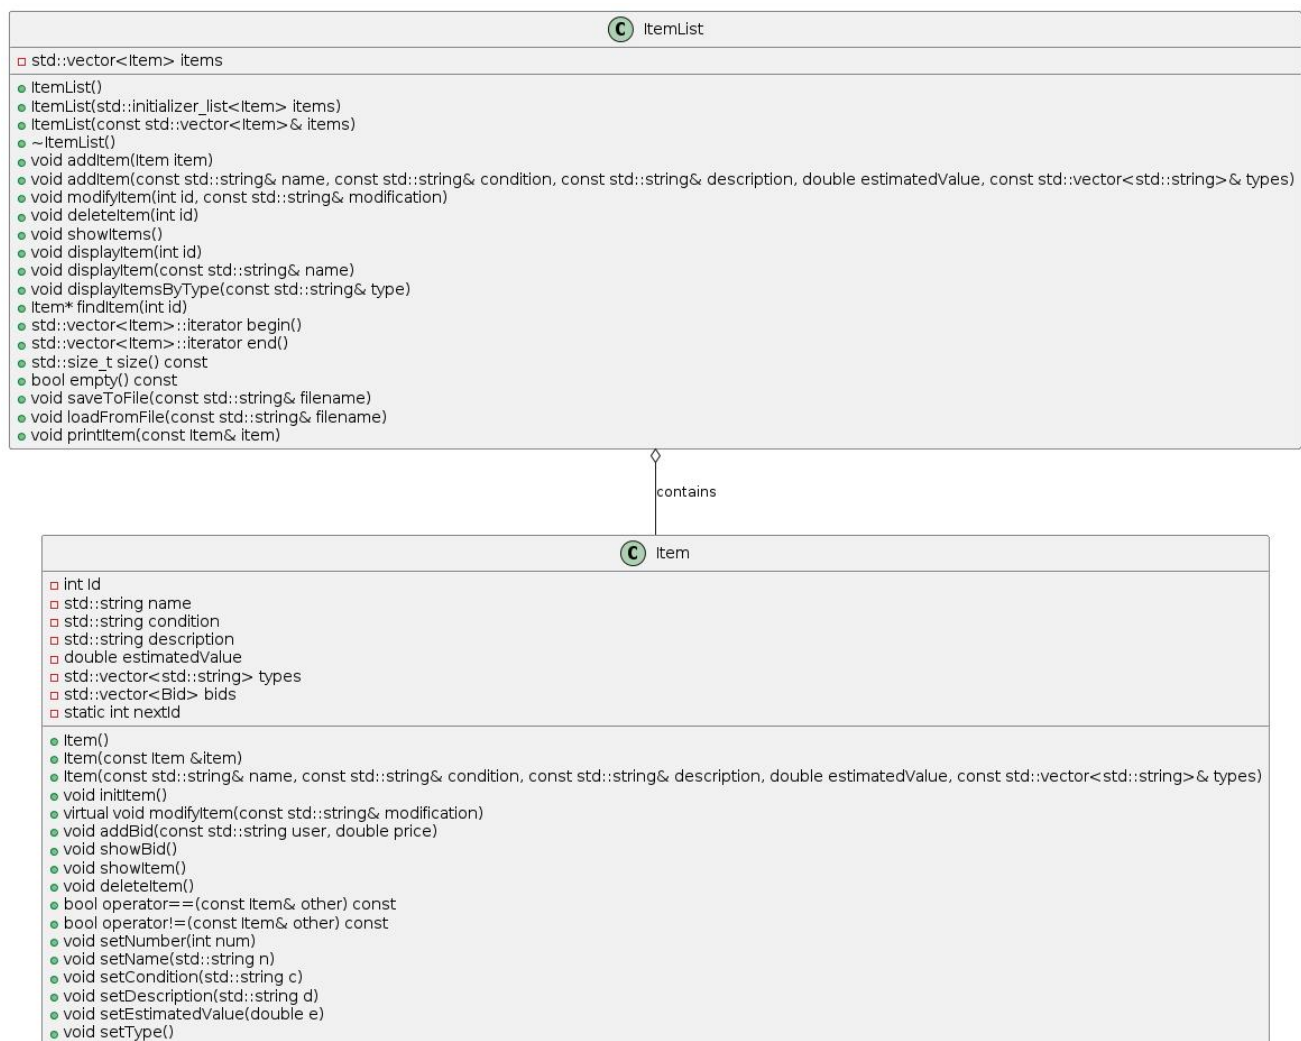 C ItemList
std::vector<Item> items
ItemList()
ItemList(std::initializer_list<Item> items)
ItemList(const std::vector<Item>& items)
~ItemList()
void addItem(Item item)
void addItem(const std::string& name, const std::string& condition, const std::string& description, double estimatedValue, const std::vector<std::string>& types)
void modifyItem(int id, const std::string& modification)
void deleteItem(int id)
void showItems()
void displayItem(int id)
void displayItem(const std::string& name)
void displayItemsByType(const std::string& type)
Item* findItem(int id)
std::vector<Item>::iterator begin()
std::vector<Item>::iterator end()
std::size_t size() const
bool empty() const
void saveToFile(const std::string& filename)
void loadFromFile(const std::string& filename)
void printItem(const Item& item)
contains
C Item
int Id
std::string name
std::string condition
std::string description
double estimatedValue
std::vector<std::string> types
std::vector<Bid> bids
static int nextId
Item()
Item(const Item &item)
Item(const std::string& name, const std::string& condition, const std::string& description, double estimatedValue, const std::vector<std::string>& types)
void initItem()
virtual void modifyItem(const std::string& modification)
void addBid(const std::string user, double price)
void showBid()
void showItem()
void deleteItem()
bool operator==(const Item& other) const
bool operator!=(const Item& other) const
void setNumber(int num)
void setName(std::string n)
void setCondition(std::string c)
void setDescription(std::string d)
void setEstimatedValue(double e)
void setType()